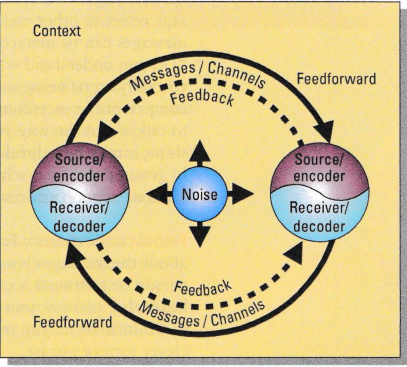 Context
Messages / Channels
Feedforward
Feedback
Source/
encoder
Receiver/
decoder
Noise
Source/
encoder
Receiver/
decoder
Feedback
Messages / Channels
Feedforward